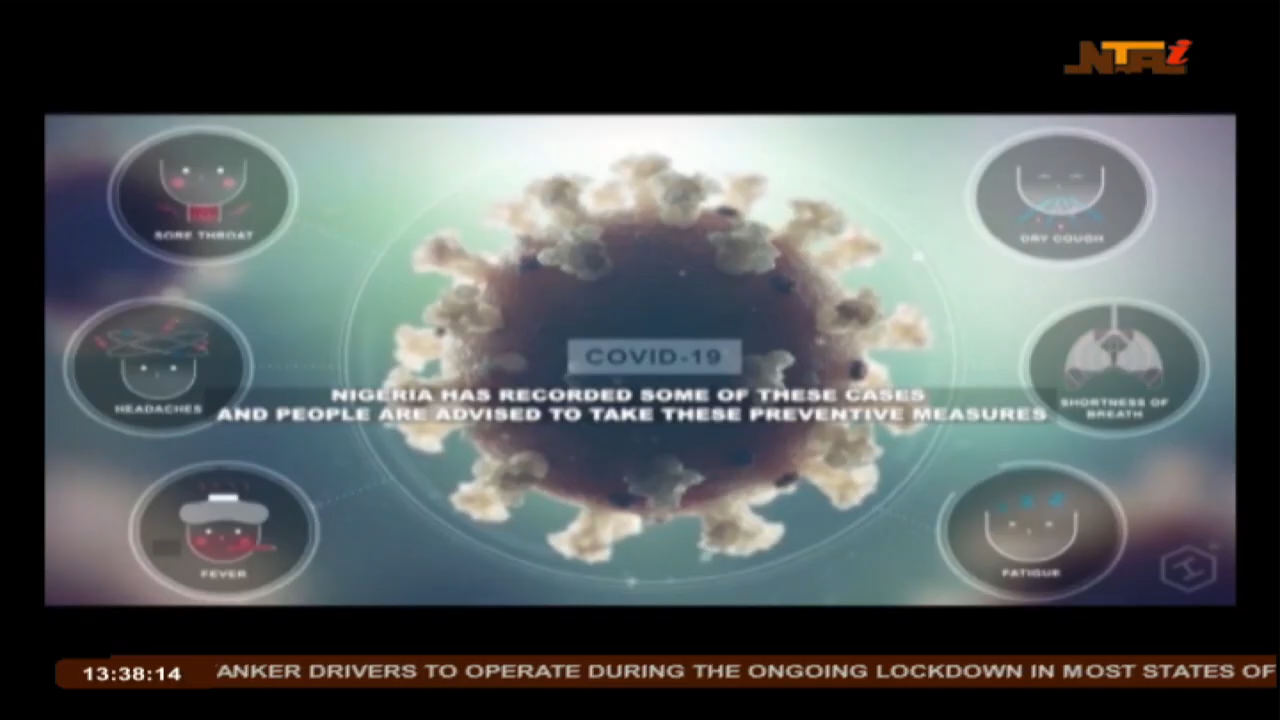 NTAi
SORE THROAT
DRY COUGH
COVID-19
HEADACHES
NIGERIA HAS RECORDED SOME OF THESE CASES
AND PEOPLE ARE ADVISED TO TAKE THESE PREVENTIVE MEASURES
SHORTNESS OF
BREATH
FEVER
FATIGUE
13:38:14
ANKER DRIVERS TO OPERATE DURING THE ONGOING LOCKDOWN IN MOST STATES OF